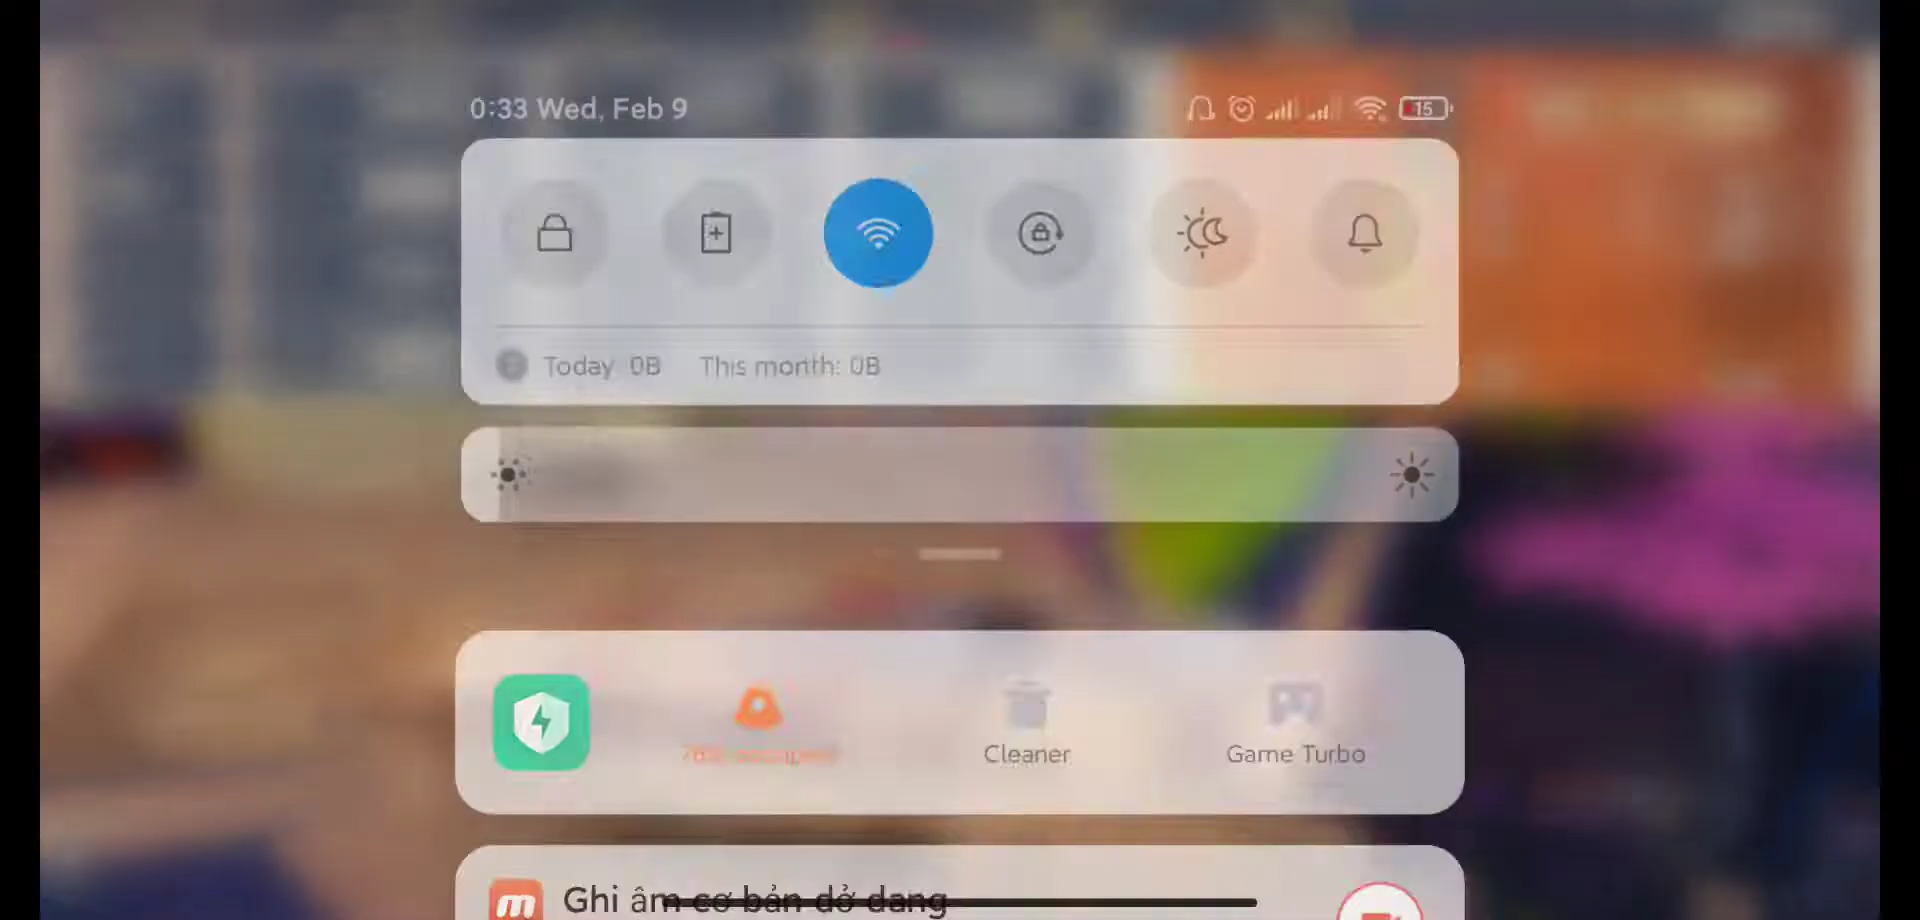 0:33 Wed, Feb 9
15
Today 0B This month: 0B
Cleaner
Game Turbo
m Ghi âm cơ bản dở dang